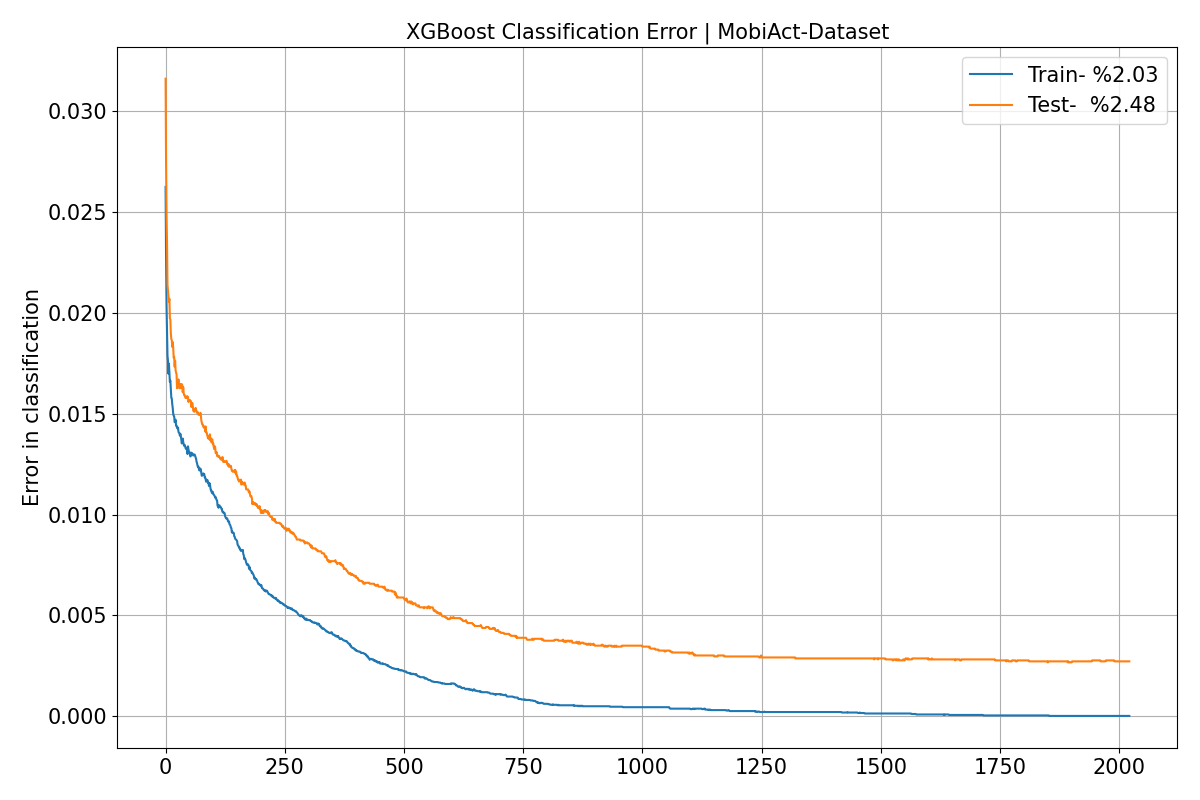 XGBoost Classification Error | MobiAct-Dataset
Train- %2.03
Test-  %2.48
Error in classification
0.030
0.025
0.020
0.015
0.010
0.005
0.000
0 250 500 750 1000 1250 1500 1750 2000